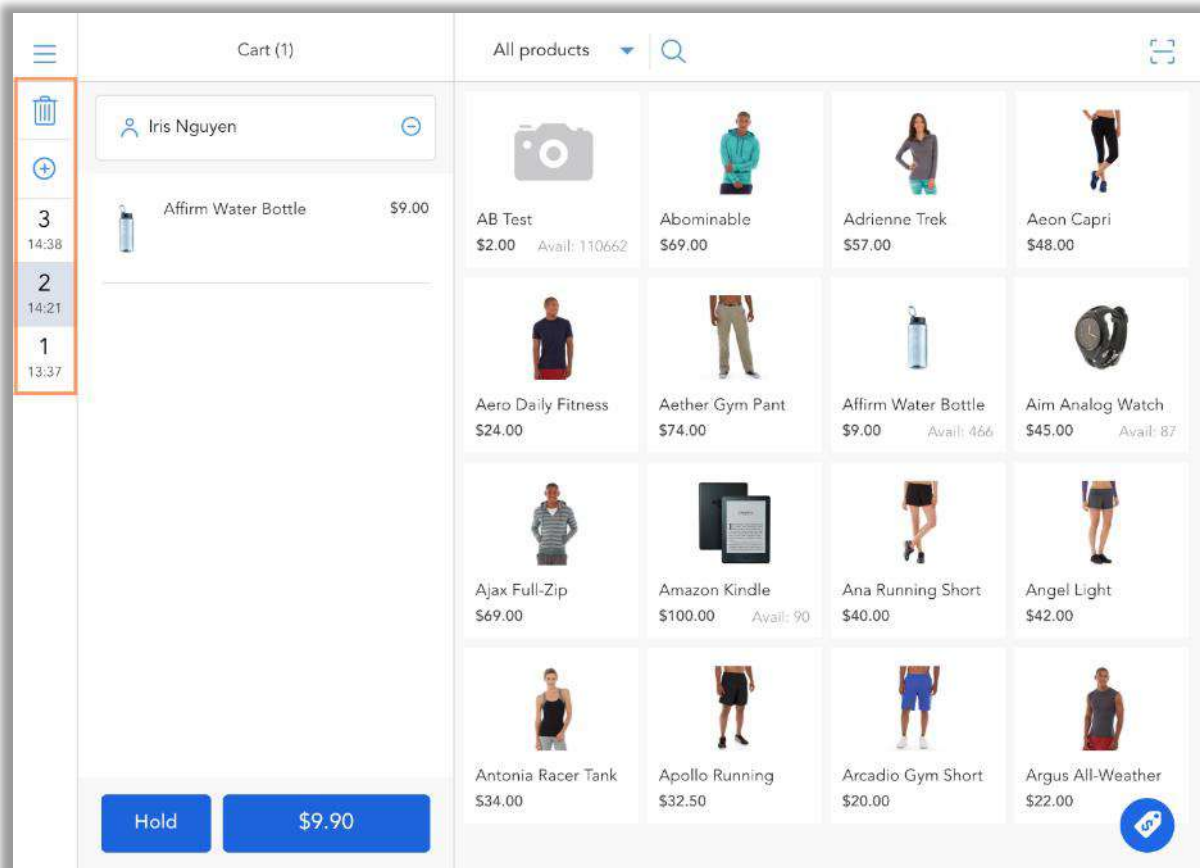 Cart (1)
All products
Iris Nguyen
3
14:38
2
14:21
1
13:37
Affirm Water Bottle $9.00
Hold
$9.90
AB Test
$2.00 Avail: 110662
Abominable
$69.00
Adrienne Trek
$57.00
Aeon Capri
$48.00
Aero Daily Fitness
$24.00
Aether Gym Pant
$74.00
Affirm Water Bottle
$9.00 Avail: 466
Aim Analog Watch
$45.00 Avail: 87
Ajax Full-Zip
$69.00
Amazon Kindle
$100.00 Avail: 90
Ana Running Short
$40.00
Angel Light
$42.00
Antonia Racer Tank
$34.00
Apollo Running
$32.50
Arcadio Gym Short
$20.00
Argus All-Weather
$22.00